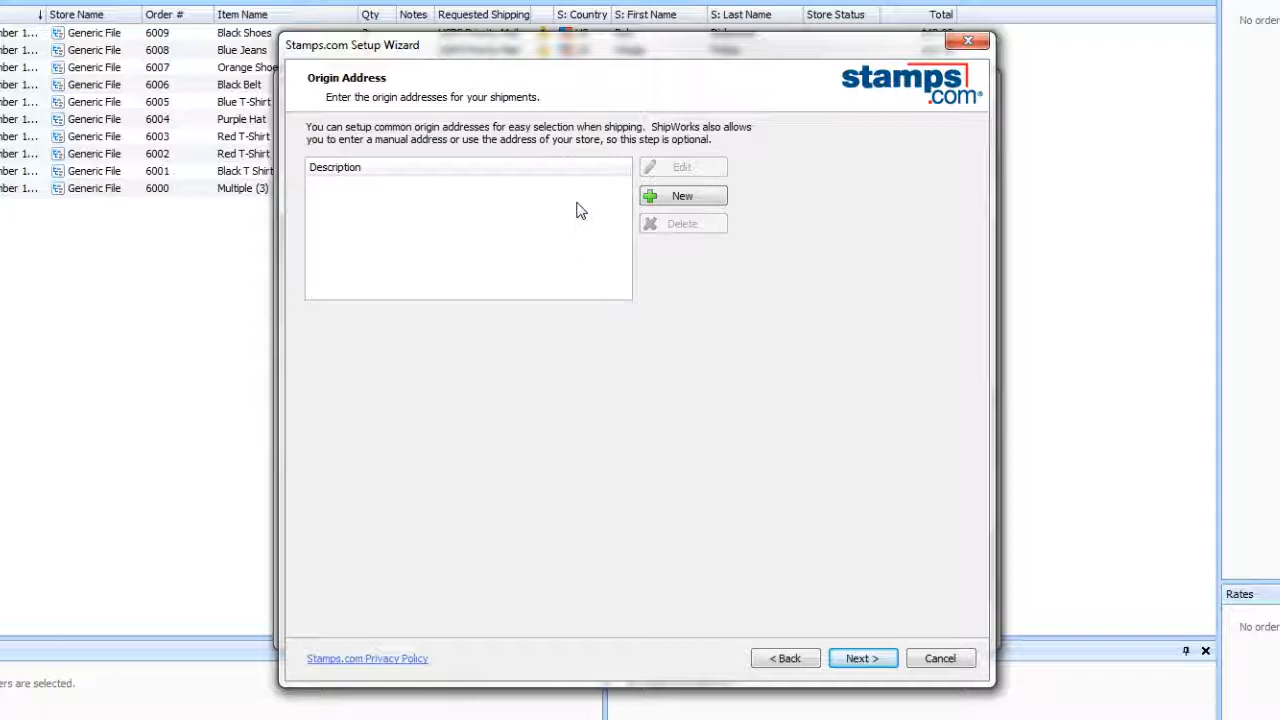 ↓ Store Name Order # Item Name Qty Notes Requested Shipping S: Country S: First Name S: Last Name Store Status Total
Generic File 6009 Black Shoes
Generic File 6008 Blue Jeans
Generic File 6007 Orange Sho
Generic File 6006 Black Belt
Generic File 6005 Blue T-Shirt
Generic File 6004 Purple Hat
Generic File 6003 Red T-Shirt
Generic File 6002 Red T-Shirt
Generic File 6001 Black T Shirt
Generic File 6000 Multiple (3)
Stamps.com Setup Wizard
Origin Address
Enter the origin addresses for your shipments.
stamps
.com®
You can setup common origin addresses for easy selection when shipping. ShipWorks also allows
you to enter a manual address or use the address of your store, so this step is optional.
Description
Edit
New
Delete
Stamps.com Privacy Policy
< Back
Next >
Cancel
No order
Rates
No order
ers are selected.